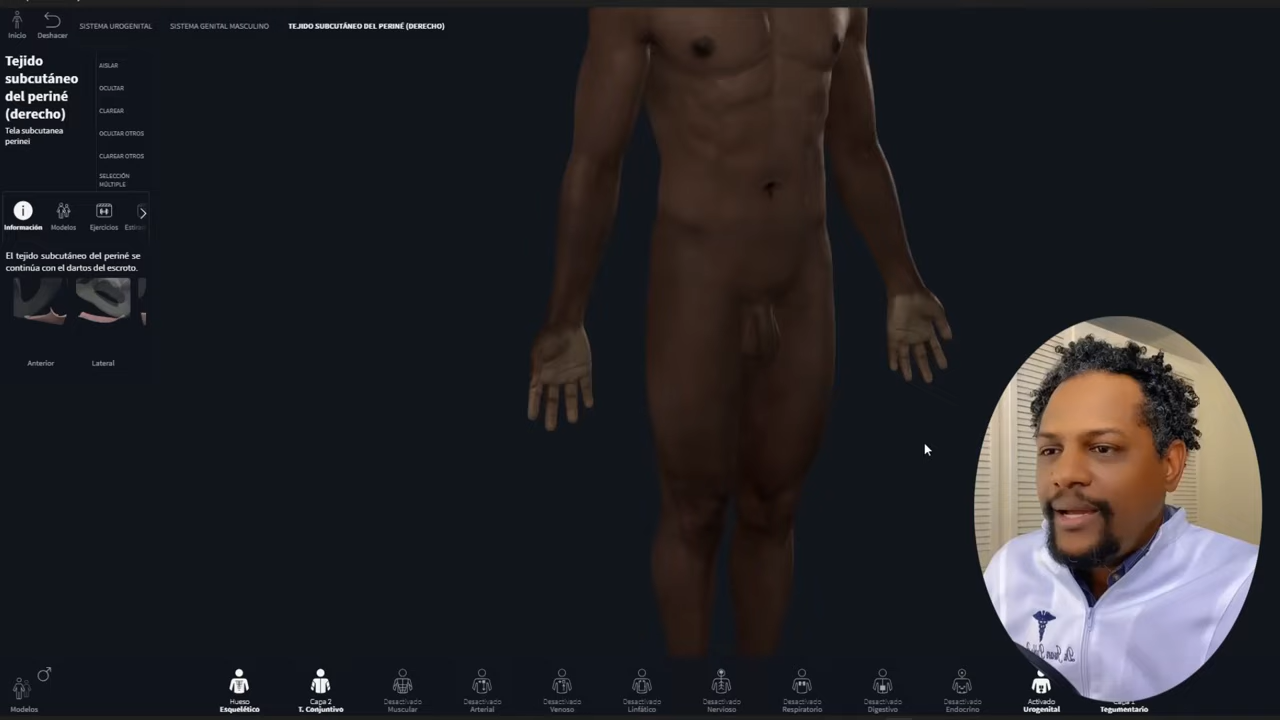 Inicio
Deshacer
SISTEMA UROGENITAL
SISTEMA GENITAL MASCULINO
TEJIDO SUBCUTÁNEO DEL PERINÉ (DERECHO)
Tejido
subcutáneo
del periné
(derecho)
Tela subcutanea
perinei
AISLAR
OCULTAR
CLAREAR
OCULTAR OTROS
CLAREAR OTROS
SELECCIÓN
MÚLTIPLE
Información
Modelos
Ejercicios
El tejido subcutáneo del periné se
continúa con el dartos del escroto.
Anterior
Lateral
Modelos
Hueso
Esquelético
Capa 2
T. Conjuntivo
Desactivado
Muscular
Desactivado
Arterial
Desactivado
Venoso
Desactivado
Linfático
Desactivado
Nervioso
Desactivado
Respiratorio
Desactivado
Digestivo
Desactivado
Endocrino
Activado
Urogenital
Tegumentario